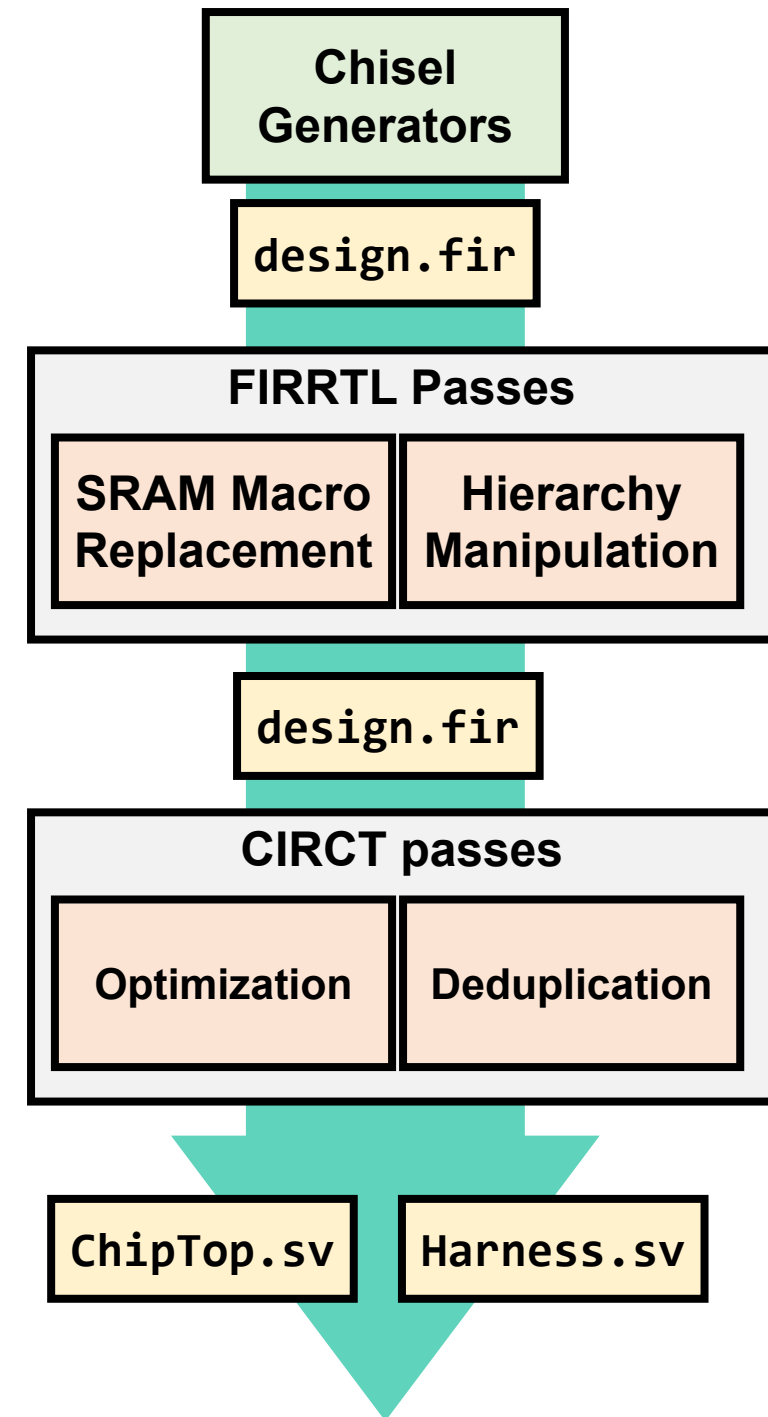 Chisel
Generators
design.fir
FIRRTL Passes
SRAM Macro
Replacement
Hierarchy
Manipulation
design.fir
CIRCT passes
Optimization
Deduplication
ChipTop.sv
Harness.sv